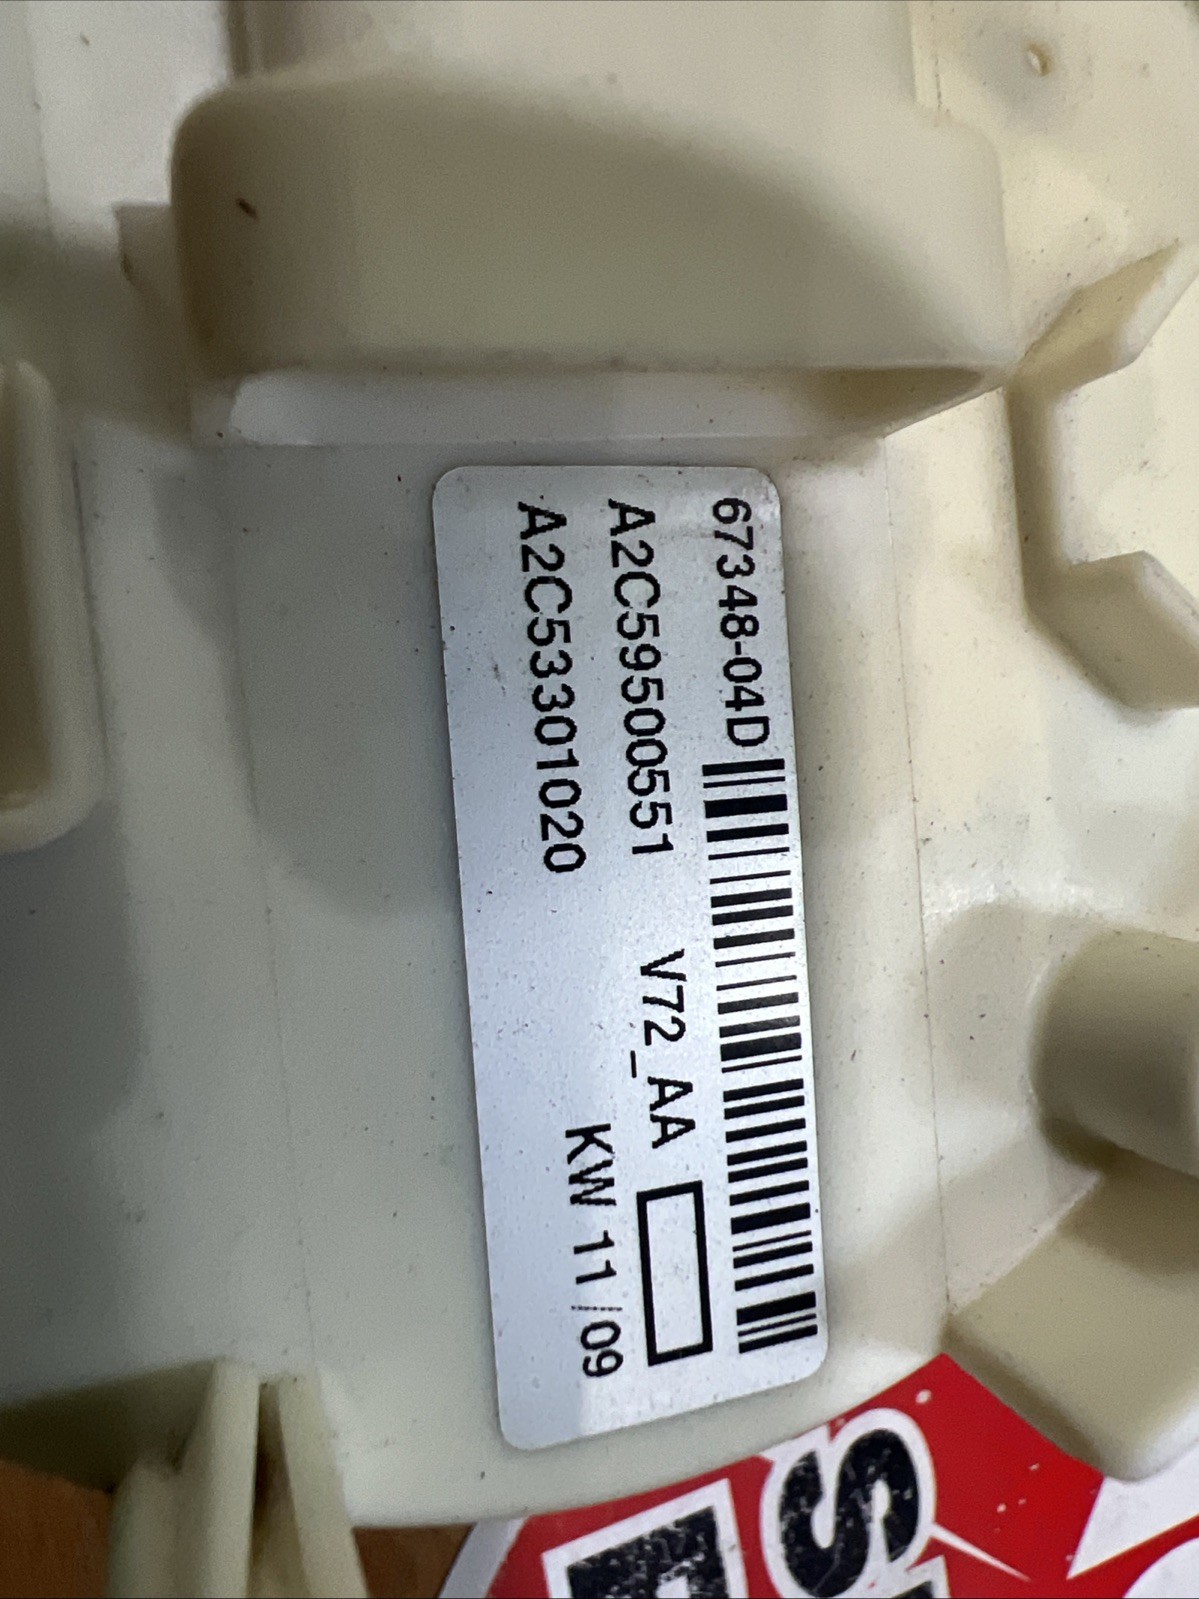 67348-04D
A2C59500551 V72_AA
A2C53301020 KW 11/09
S